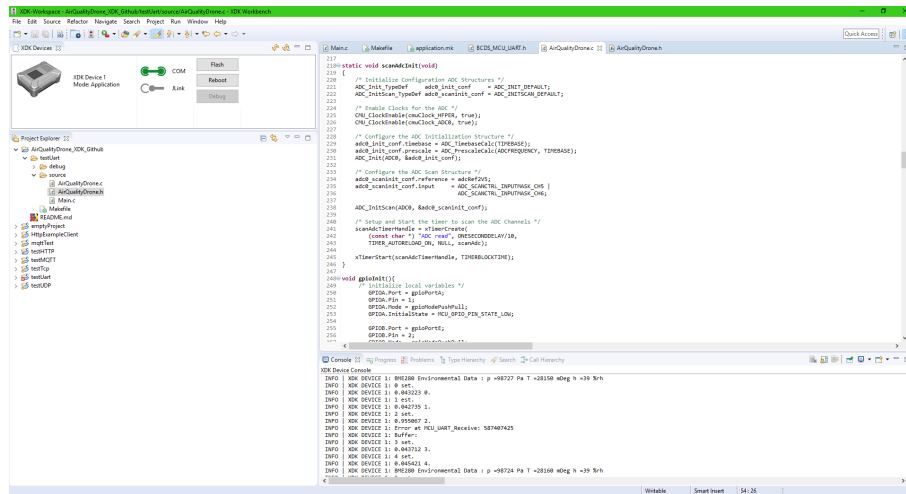 XDK-Workspace - AirQualityDrone_XDK_Github/testUart/source/AirQualityDrone.c - XDK Workbench
File Edit Source Refactor Navigate Search Project Run Window Help
Quick Access
XDK Devices
XDK Device 1
Mode: Application
COM
JLink
Flash
Reboot
Debug
Project Explorer
AirQualityDrone_XDK_Github
testUart
debug
source
AirQualityDrone.c
AirQualityDrone.h
Main.c
Makefile
README.md
emptyProject
HttpExampleClient
mqttTest
testHTTP
testMQTT
testTcp
testUart
testUDP
Main.c Makefile application.mk BCDS_MCU_UART.h AirQualityDrone.c AirQualityDrone.h
217
218 static void scanAdcInit(void)
219 {
220 /* Initialize Configuration ADC Structures */
221 ADC_Init_TypeDef adc0_init_conf = ADC_INIT_DEFAULT;
222 ADC_InitScan_TypeDef adc0_scaninit_conf = ADC_INITSCAN_DEFAULT;
223
224 /* Enable Clocks for the ADC */
225 CMU_ClockEnable(cmuClock_HFPER, true);
226 CMU_ClockEnable(cmuClock_ADC0, true);
227
228 /* Configure the ADC Initialization Structure */
229 adc0_init_conf.timebase = ADC_TimebaseCalc(TIMEBASE);
230 adc0_init_conf.prescale = ADC_PrescaleCalc(ADCFREQUENCY, TIMEBASE);
231 ADC_Init(ADC0, &adc0_init_conf);
232
233 /* Configure the ADC Scan Structure */
234 adc0_scaninit_conf.reference = adcRef2V5;
235 adc0_scaninit_conf.input = ADC_SCANCTRL_INPUTMASK_CH5 |
236 ADC_SCANCTRL_INPUTMASK_CH6;
237
238 ADC_InitScan(ADC0, &adc0_scaninit_conf);
239
240 /* Setup and Start the timer to scan the ADC Channels */
241 scanAdcTimerHandle = xTimerCreate(
242 (const char *) "ADC read", ONESECONDDELAY/10,
243 TIMER_AUTORELOAD_ON, NULL, scanAdc);
244
245 xTimerStart(scanAdcTimerHandle, TIMERBLOCKTIME);
246 }
247
248 void gpioInit(){
249 /* initialize local variables */
250 GPIOA.Port = gpioPortA;
251 GPIOA.Pin = 1;
252 GPIOA.Mode = gpioModePushPull;
253 GPIOA.InitialState = MCU_GPIO_PIN_STATE_LOW;
254
255 GPIOB.Port = gpioPortE;
256 GPIOB.Pin = 2;
Console Progress Problems Type Hierarchy Search Call Hierarchy
XDK Device Console
INFO | XDK DEVICE 1: BME280 Environmental Data : p =98727 Pa T =28150 mDeg h =39 %rh
INFO | XDK DEVICE 1: 0 set.
INFO | XDK DEVICE 1: 0.043223 0.
INFO | XDK DEVICE 1: 1 est.
INFO | XDK DEVICE 1: 0.042735 1.
INFO | XDK DEVICE 1: 2 set.
INFO | XDK DEVICE 1: 0.955067 2.
INFO | XDK DEVICE 1: Error at MCU_UART_Receive: 587407425
INFO | XDK DEVICE 1: Buffer:
INFO | XDK DEVICE 1: 3 set.
INFO | XDK DEVICE 1: 0.043712 3.
INFO | XDK DEVICE 1: 4 set.
INFO | XDK DEVICE 1: 0.045421 4.
INFO | XDK DEVICE 1: BME280 Environmental Data : p =98724 Pa T =28160 mDeg h =39 %rh
Writable Smart Insert 54 : 26